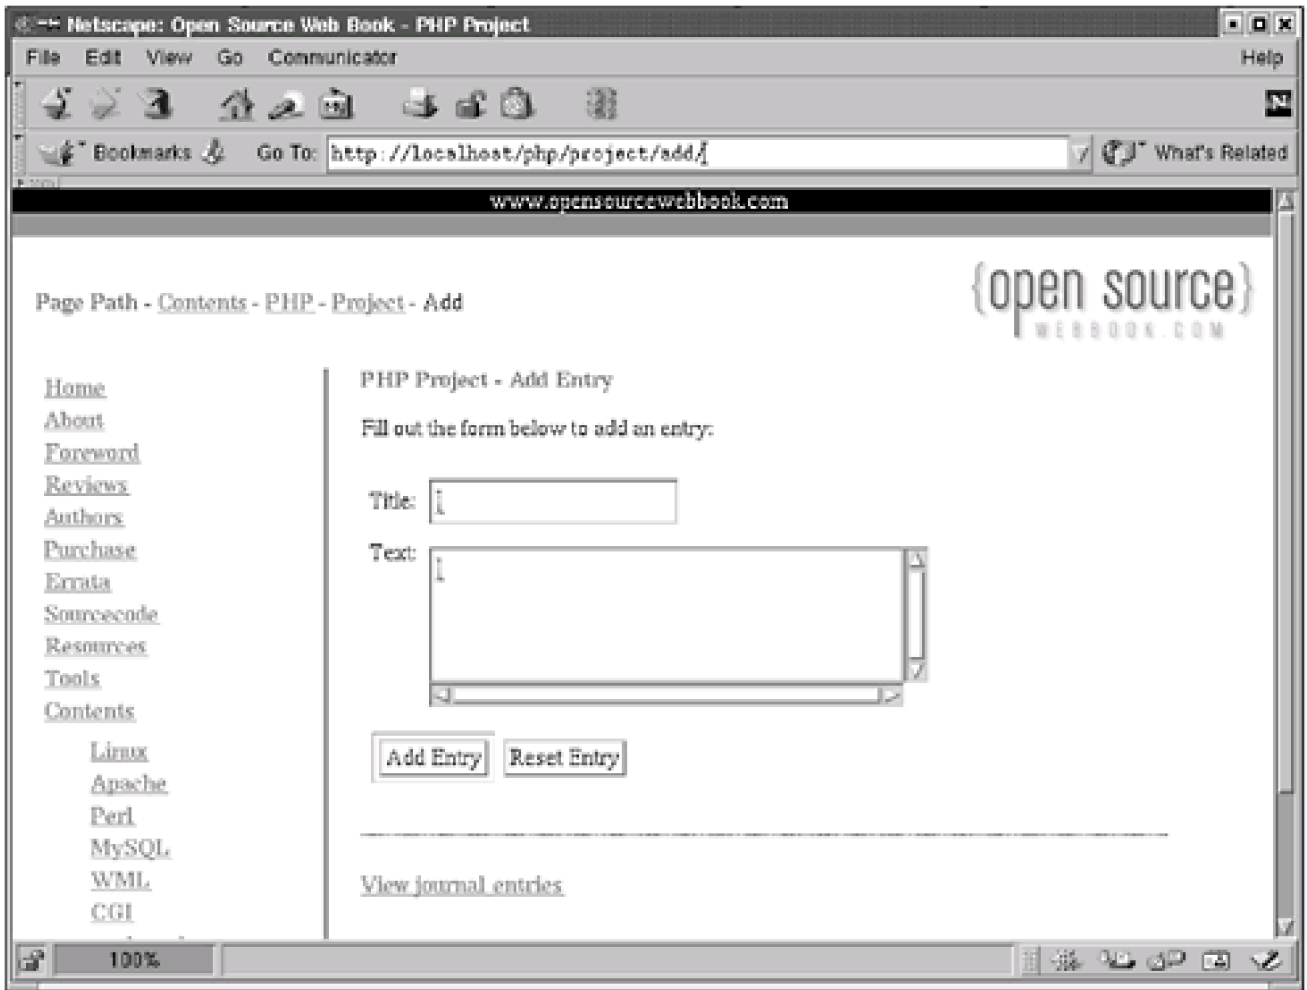 Netscape: Open Source Web Book - PHP Project
File Edit View Go Communicator Help
Bookmarks Go To: http://localhost/php/project/add/ What's Related
www.opensourcewebbook.com
{open source}
WEBBOOK.COM
Page Path - Contents - PHP - Project - Add
Home
About
Foreword
Reviews
Authors
Purchase
Errata
Sourcecode
Resources
Tools
Contents
Linux
Apache
Perl
MySQL
WML
CGI
PHP Project - Add Entry
Fill out the form below to add an entry:
Title:
Text:
Add Entry Reset Entry
View journal entries
100%